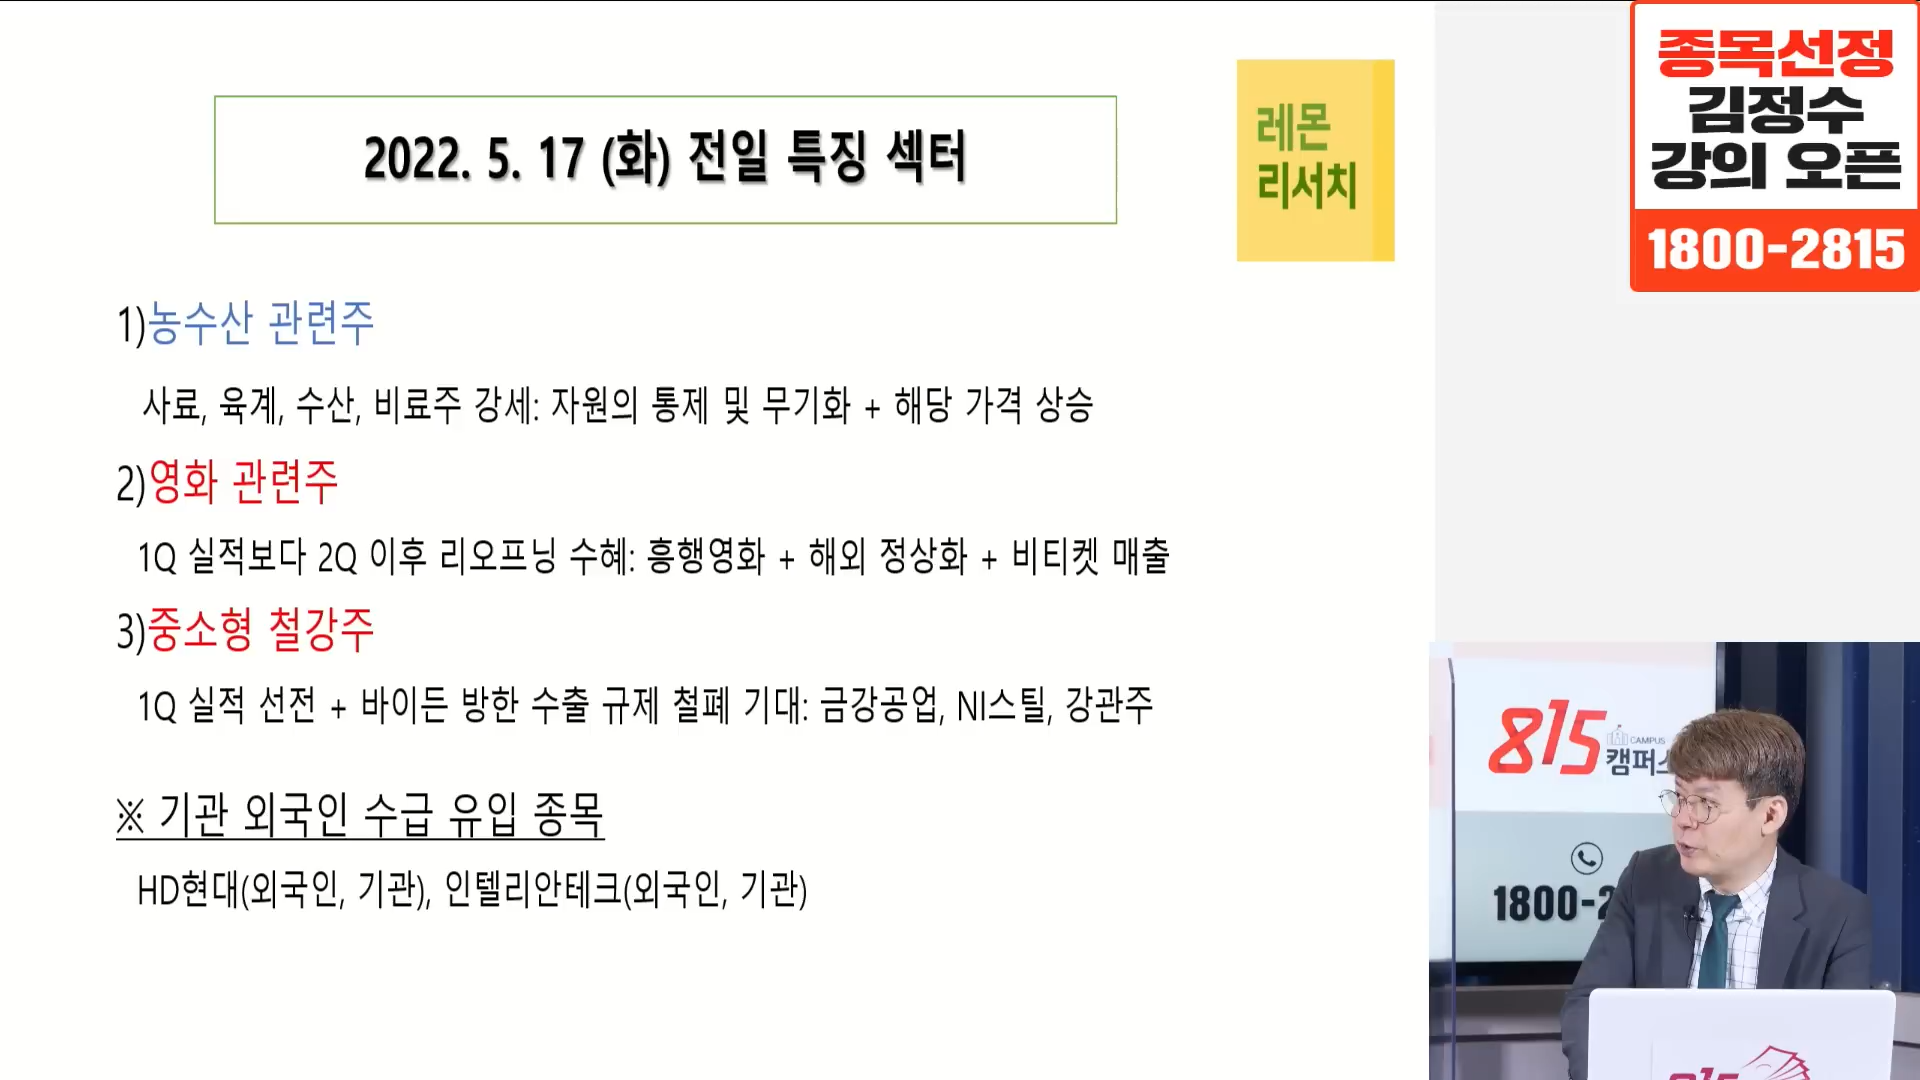 2022. 5. 17 (화) 전일 특징 섹터
레몬
리서치
종목선정
김정수
강의 오픈
1800-2815
1)농수산 관련주
사료, 육계, 수산, 비료주 강세: 자원의 통제 및 무기화 + 해당 가격 상승
2)영화 관련주
1Q 실적보다 2Q 이후 리오프닝 수혜: 흥행영화 + 해외 정상화 + 비티켓 매출
3)중소형 철강주
1Q 실적 선전 + 바이든 방한 수출 규제 철폐 기대: 금강공업, NI스틸, 강관주
※ 기관 외국인 수급 유입 종목
HD현대(외국인, 기관), 인텔리안테크(외국인, 기관)
815
CAMPUS
캠퍼스
1800-2
815